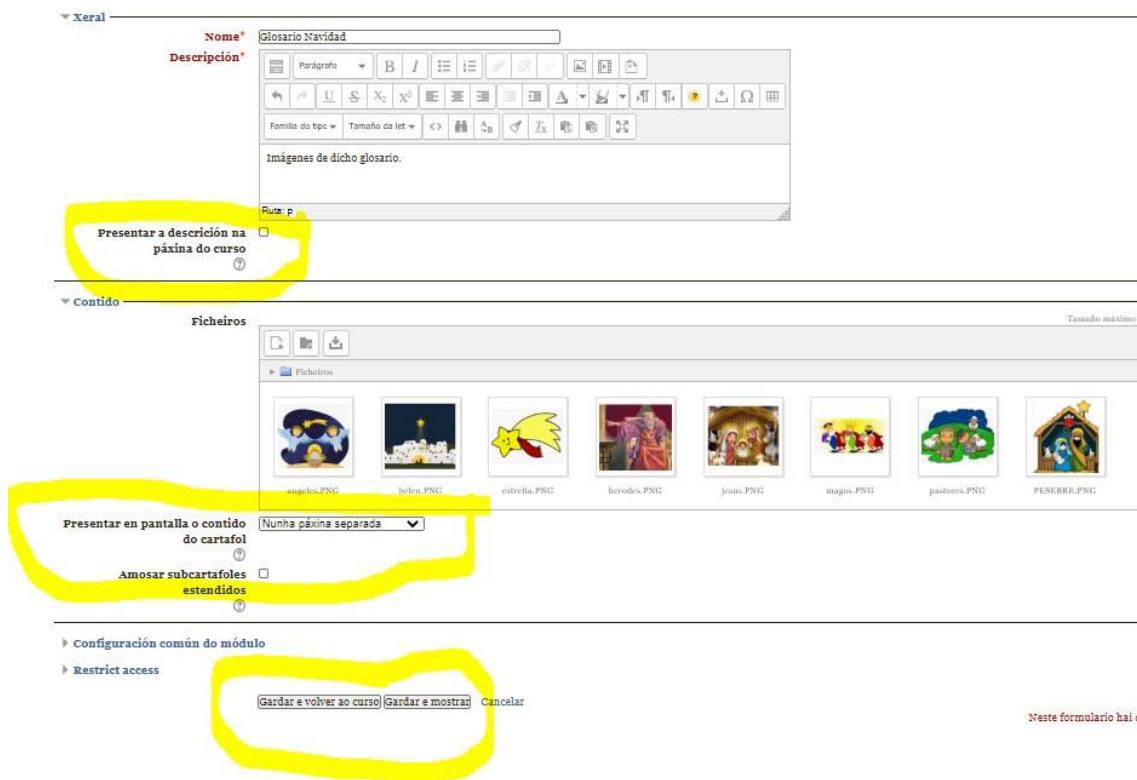 Xeral
Nome* Glosario Navidad
Descripción*
Parágrafo B I
U S X₂ X² A Ω
Familia do tipo Tamaño da let
Imágenes de dicho glosario.
Ruta: p
Presentar a descrición na
páxina do curso
Contido
Ficheiros Tamaño máximo
Ficheiros
angeles.PNG belen.PNG estrella.PNG herodes.PNG jesus.PNG magos.PNG pastores.PNG PESEBRE.PNG
Presentar en pantalla o contido Nunha páxina separada
do cartafol
Amosar subcartafoles
estendidos
Configuración común do módulo
Restrict access
Gardar e volver ao curso Gardar e mostrar Cancelar
Neste formulario hai